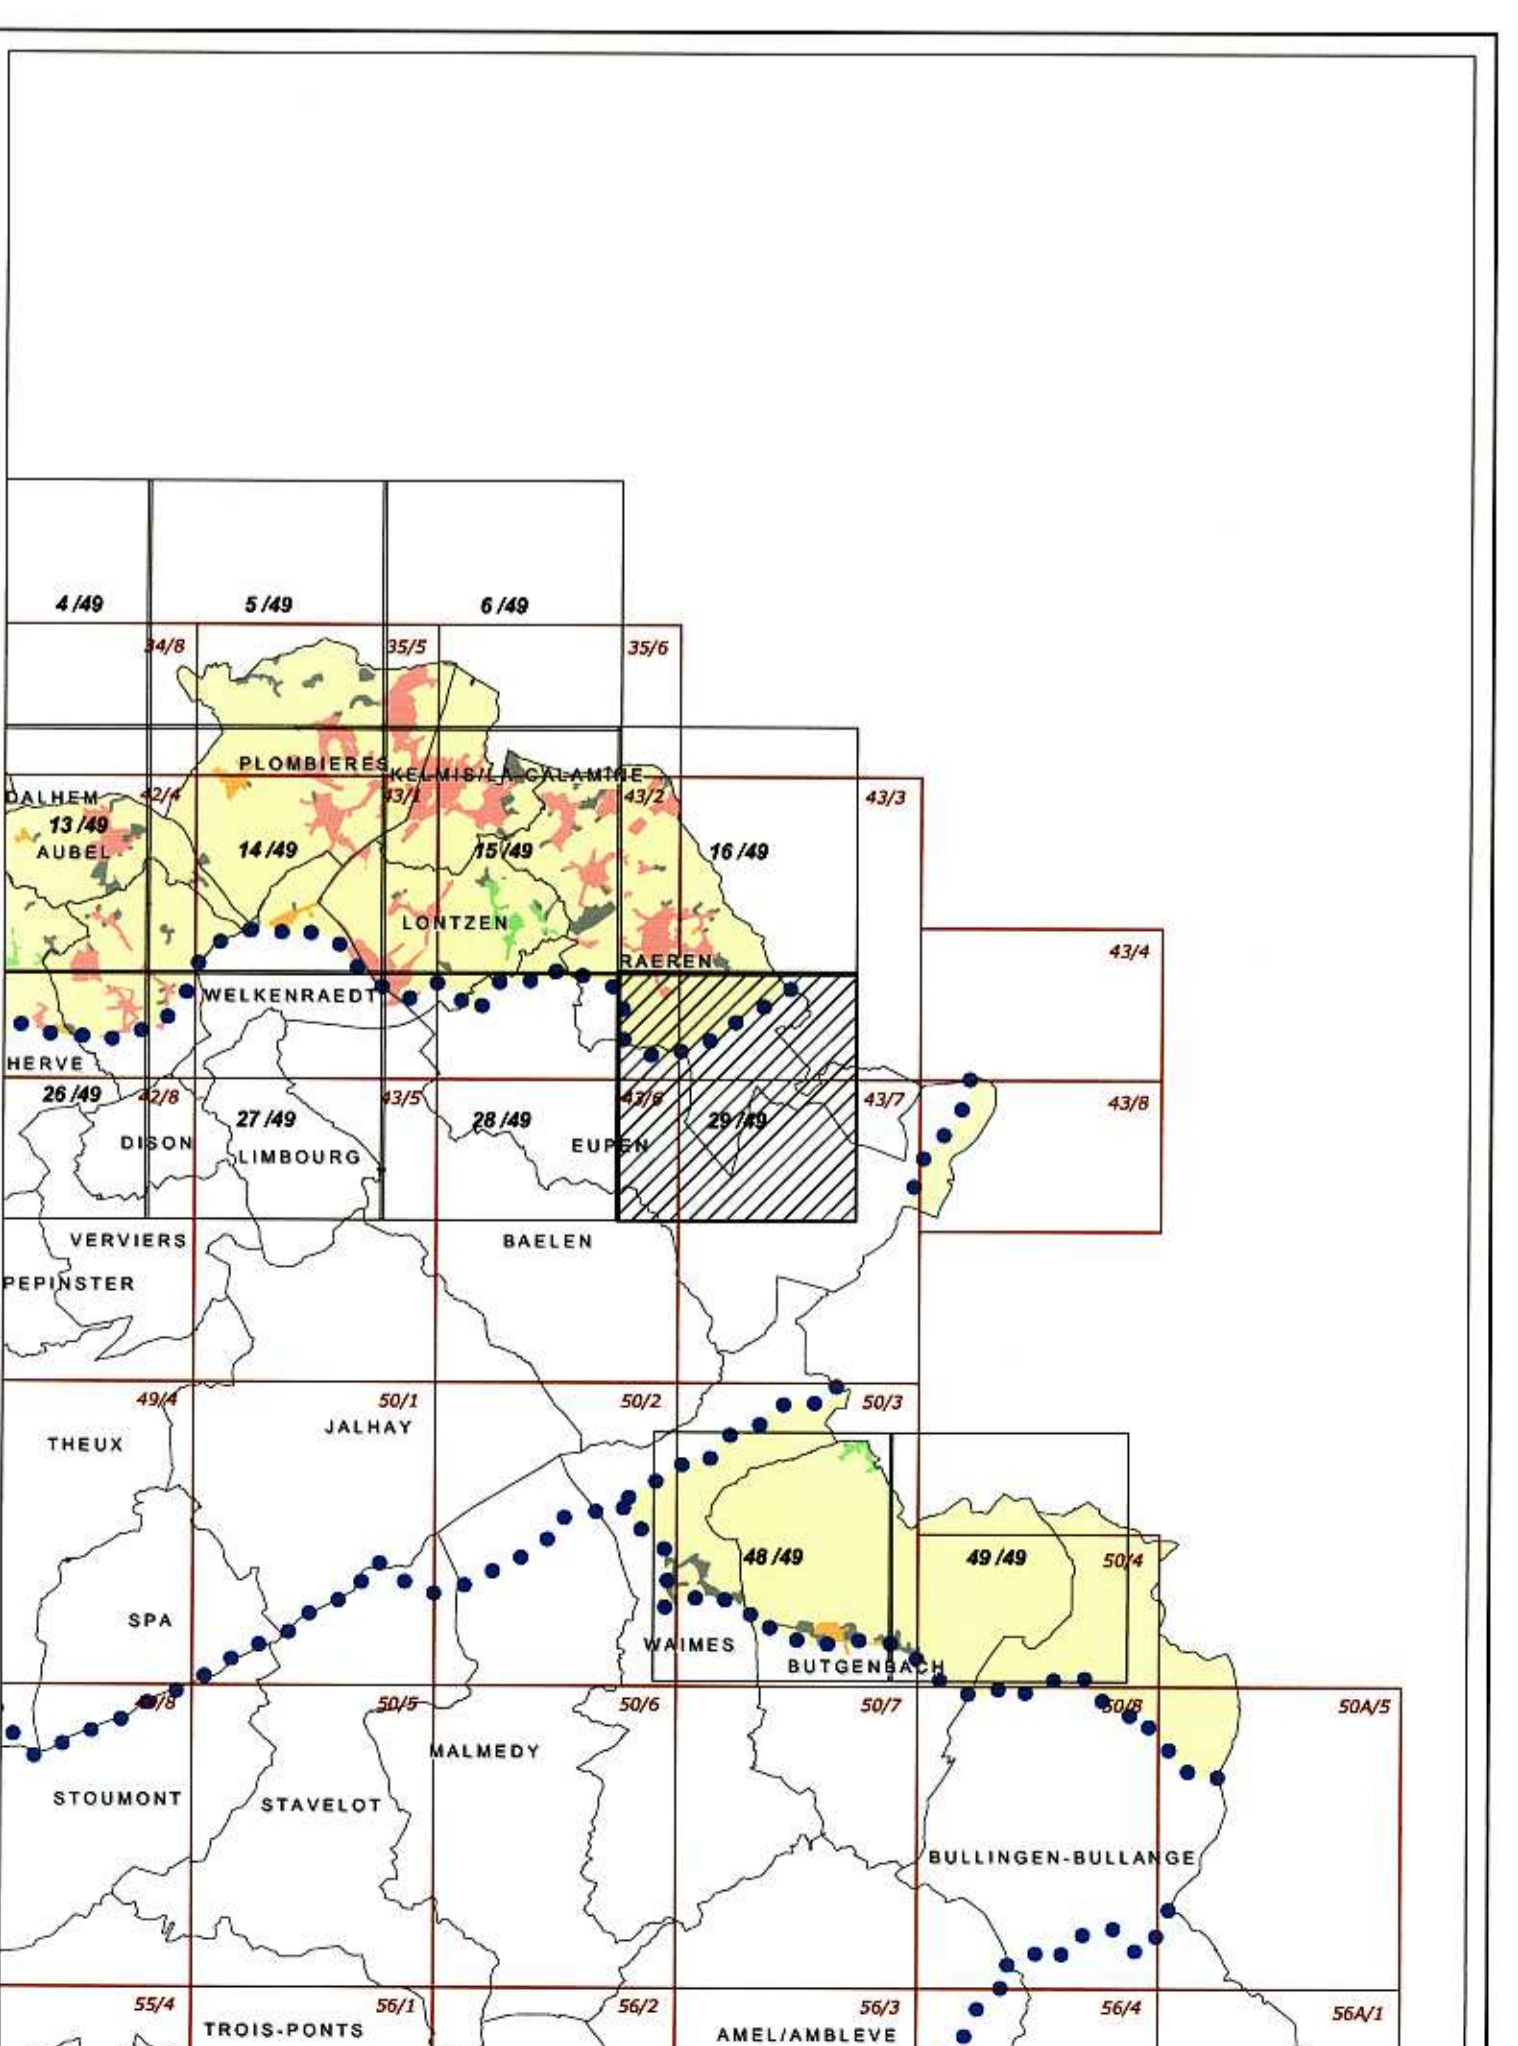 4 /49 5 /49 6 /49
34/8 35/5 35/6
PLOMBIERES
KELMIS/LA CALAMINE
DALHEM 42/4 43/1 43/2 43/3
13 /49
AUBEL 14 /49 15 /49 16 /49
LONTZEN
RAEREN 43/4
WELKENRAEDT
HERVE
26 /49 42/8 43/5 43/6 43/7 43/8
27 /49 28 /49 29 /49
DISON LIMBOURG EUPEN
VERVIERS BAELEN
PEPINSTER
49/4 50/1 50/2 50/3
JALHAY
THEUX
48 /49 49 /49 50/4
SPA
WAIMES
BUTGENBACH
49/8 50/5 50/6 50/7 50/8 50A/5
MALMEDY
STOUMONT STAVELOT
BULLINGEN-BULLANGE
55/4 56/1 56/2 56/3 56/4 56A/1
TROIS-PONTS AMEL/AMBLEVE